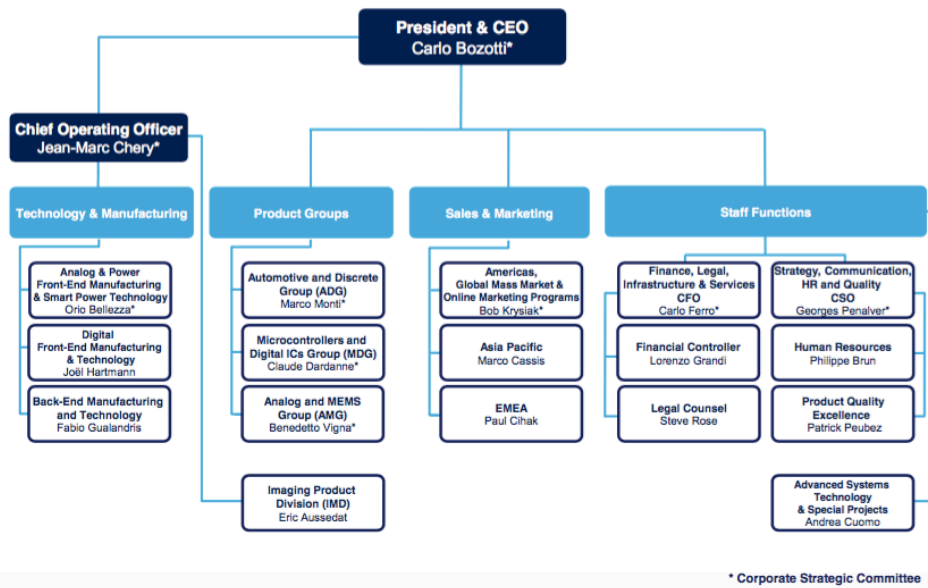 President & CEO
Carlo Bozotti*
Chief Operating Officer
Jean-Marc Chery*
Technology & Manufacturing
Product Groups
Sales & Marketing
Staff Functions
Analog & Power
Front-End Manufacturing
& Smart Power Technology
Orio Bellezza*
Digital
Front-End Manufacturing
& Technology
Joël Hartmann
Back-End Manufacturing
and Technology
Fabio Gualandris
Automotive and Discrete
Group (ADG)
Marco Monti*
Microcontrollers and
Digital ICs Group (MDG)
Claude Dardanne*
Analog and MEMS
Group (AMG)
Benedetto Vigna*
Imaging Product
Division (IMD)
Eric Aussedat
Americas,
Global Mass Market &
Online Marketing Programs
Bob Krysiak*
Asia Pacific
Marco Cassis
EMEA
Paul Cihak
Finance, Legal,
Infrastructure & Services
CFO
Carlo Ferro*
Financial Controller
Lorenzo Grandi
Legal Counsel
Steve Rose
Strategy, Communication,
HR and Quality
CSO
Georges Penalver*
Human Resources
Philippe Brun
Product Quality
Excellence
Patrick Peubez
Advanced Systems
Technology
& Special Projects
Andrea Cuomo
* Corporate Strategic Committee